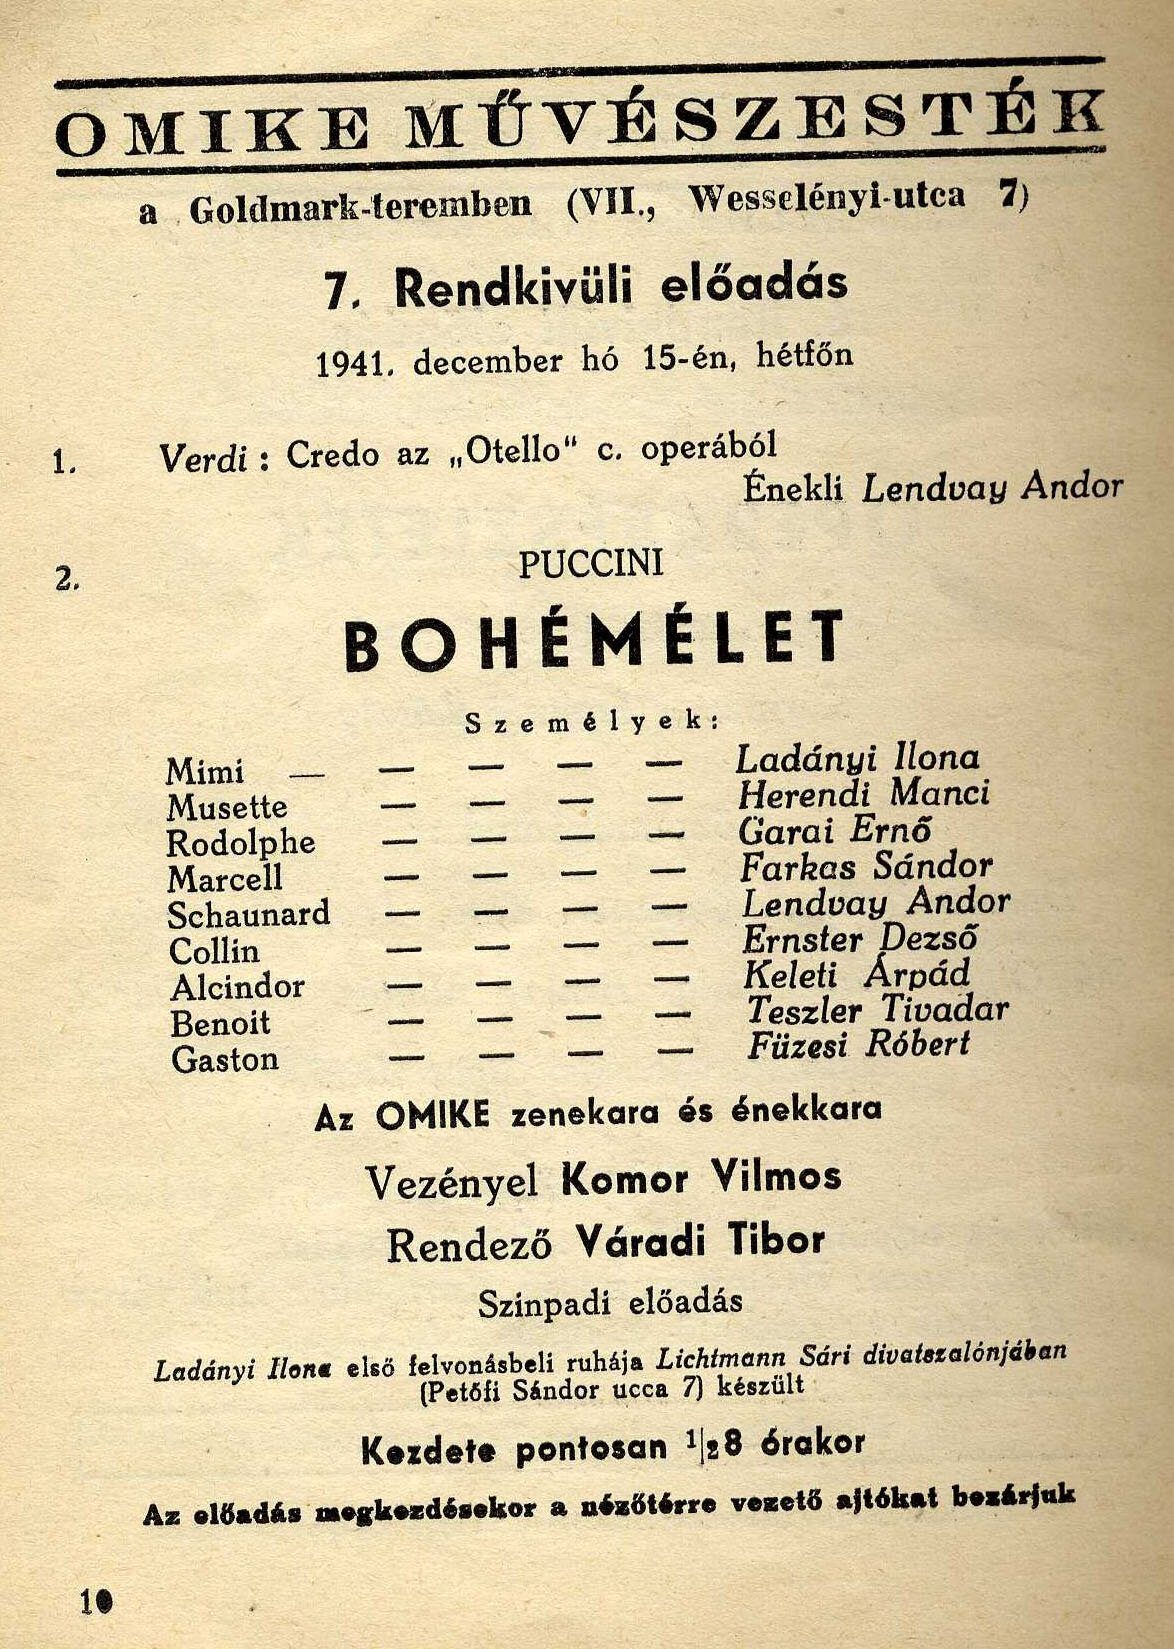 OMIKE MŰVÉSZESTÉK
a Goldmark-teremben (VII., Wesselényi-utca 7)
7. Rendkivüli előadás
1941. december hó 15-én, hétfőn
1. Verdi : Credo az „Otello“ c. operából
Énekli Lendvay Andor
2. PUCCINI
BOHÉMÉLET
Személyek:
Mimi — — — — — Ladányi Ilona
Musette — — — — Herendi Manci
Rodolphe — — — — Garai Ernő
Marcell — — — — Farkas Sándor
Schaunard — — — — Lendvay Andor
Collin — — — — Ernster Dezső
Alcindor — — — — Keleti Árpád
Benoit — — — — Teszler Tivadar
Gaston — — — — Füzesi Róbert
Az OMIKE zenekara és énekkara
Vezényel Komor Vilmos
Rendező Váradi Tibor
Szinpadi előadás
Ladányi Ilona első felvonásbeli ruhája Lichtmann Sári divatszalónjában
(Petőfi Sándor ucca 7) készült
Kezdete pontosan 1|28 órakor
Az előadás megkezdésekor a nézőtérre vezető ajtókat bezárjuk
10